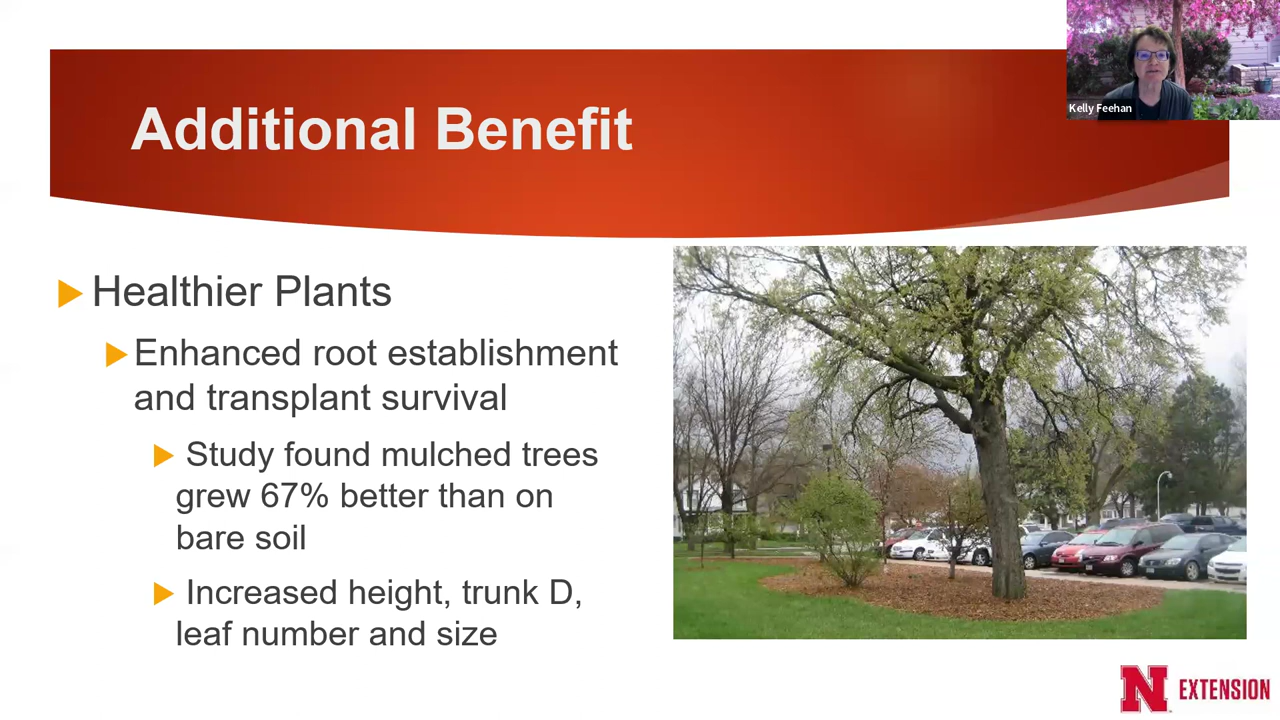 Kelly Feehan
Additional Benefit
Healthier Plants
Enhanced root establishment
and transplant survival
Study found mulched trees
grew 67% better than on
bare soil
Increased height, trunk D,
leaf number and size
N EXTENSION